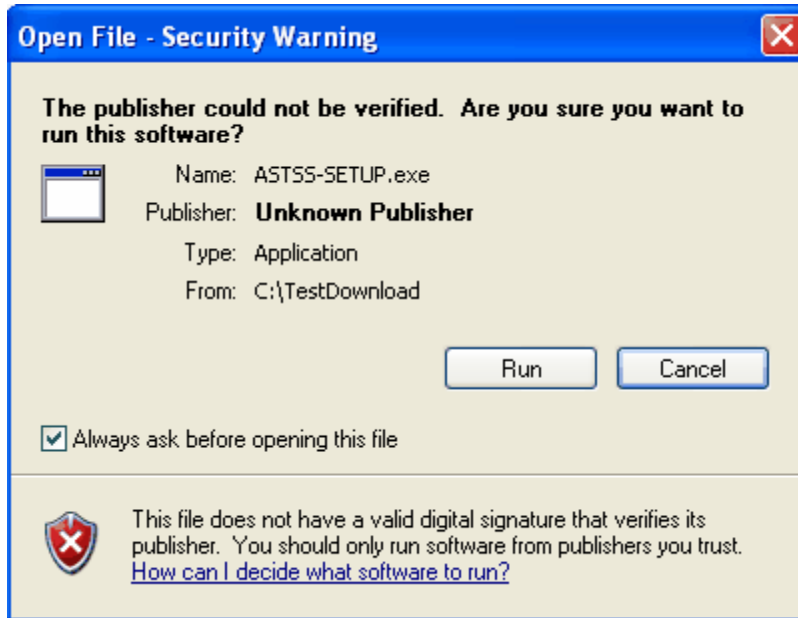 Open File - Security Warning
The publisher could not be verified.  Are you sure you want to
run this software?
Name: ASTSS-SETUP.exe
Publisher: Unknown Publisher
Type: Application
From: C:\TestDownload
Run Cancel
Always ask before opening this file
This file does not have a valid digital signature that verifies its
publisher.  You should only run software from publishers you trust.
How can I decide what software to run?